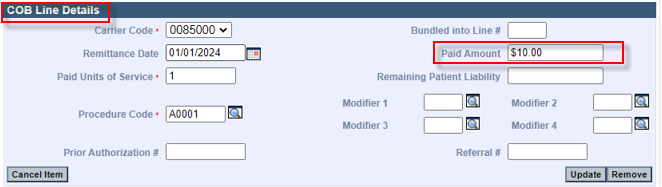 COB Line Details
Carrier Code • 0085000 Bundled into Line #
Remittance Date 01/01/2024 Paid Amount $10.00
Paid Units of Service • 1 Remaining Patient Liability
Procedure Code • A0001 Modifier 1 Modifier 2
Modifier 3 Modifier 4
Prior Authorization # Referral #
Cancel Item Update Remove